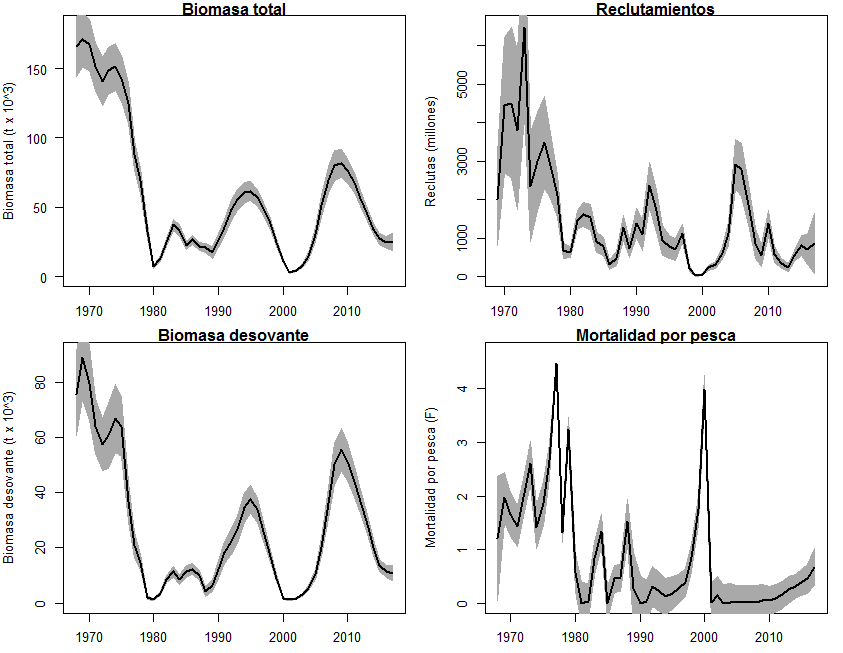 Biomasa total
Biomasa total (t x 10^3)
150
100
50
0
1970 1980 1990 2000 2010
Reclutamientos
Reclutas (millones)
5000
3000
1000
0
1970 1980 1990 2000 2010
Biomasa desovante
Biomasa desovante (t x 10^3)
80
60
40
20
0
1970 1980 1990 2000 2010
Mortalidad por pesca
Mortalidad por pesca (F)
4
3
2
1
0
1970 1980 1990 2000 2010